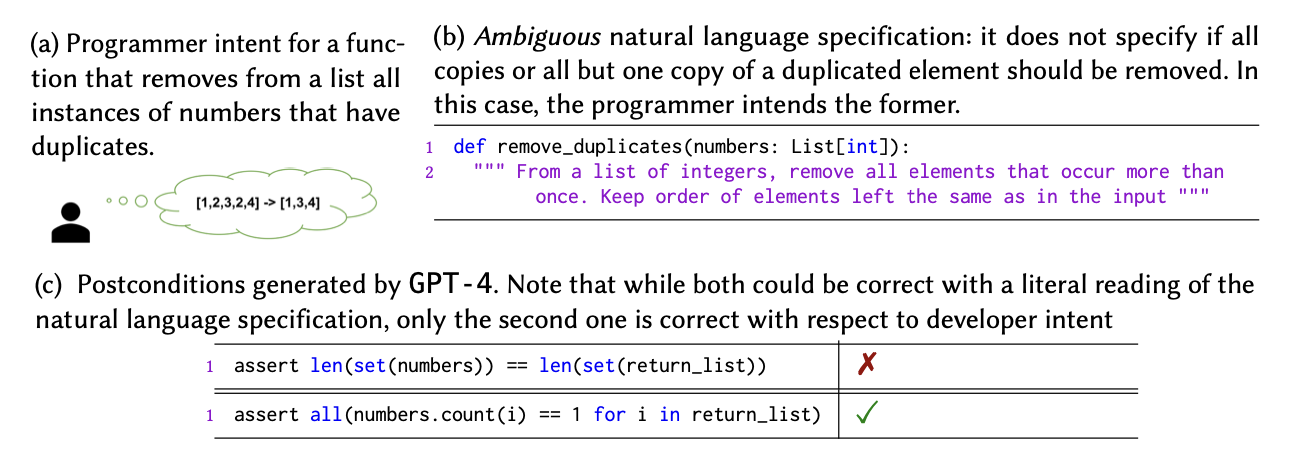 (a) Programmer intent for a func-
tion that removes from a list all
instances of numbers that have
duplicates.
[1,2,3,2,4] -> [1,3,4]
(b) Ambiguous natural language specification: it does not specify if all
copies or all but one copy of a duplicated element should be removed. In
this case, the programmer intends the former.
1 def remove_duplicates(numbers: List[int]):
2 """ From a list of integers, remove all elements that occur more than
once. Keep order of elements left the same as in the input """
(c) Postconditions generated by GPT-4. Note that while both could be correct with a literal reading of the
natural language specification, only the second one is correct with respect to developer intent
1 assert len(set(numbers)) == len(set(return_list)) ✗
1 assert all(numbers.count(i) == 1 for i in return_list) ✓